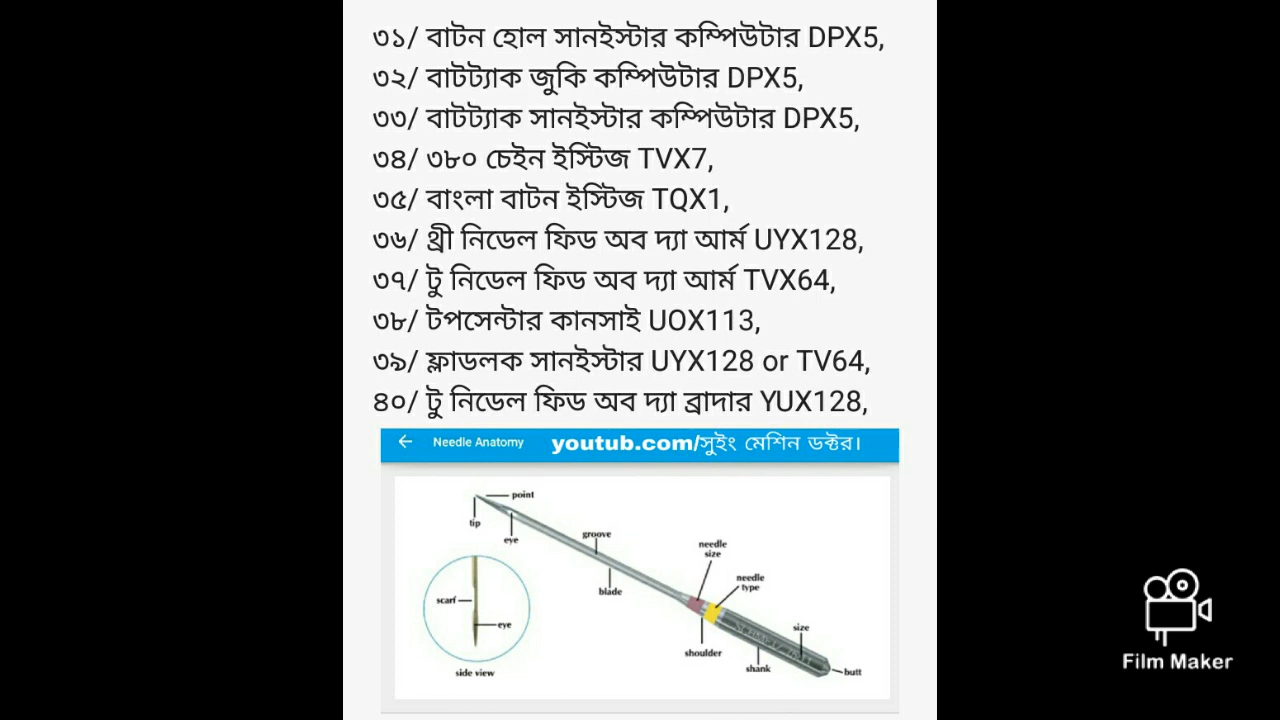 ৩১/ বাটন হোল সানইস্টার কম্পিউটার DPX5,
৩২/ বাটট্যাক জুকি কম্পিউটার DPX5,
৩৩/ বাটট্যাক সানইস্টার কম্পিউটার DPX5,
৩৪/ ৩৮০ চেইন ইস্টিজ TVX7,
৩৫/ বাংলা বাটন ইস্টিজ TQX1,
৩৬/ থ্রী নিডেল ফিড অব দ্যা আর্ম UYX128,
৩৭/ টু নিডেল ফিড অব দ্যা আর্ম TVX64,
৩৮/ টপসেন্টার কানসাই UOX113,
৩৯/ ফ্লাডলক সানইস্টার UYX128 or TV64,
৪০/ টু নিডেল ফিড অব দ্যা ব্রাদার YUX128,
← Needle Anatomy youtub.com/সুইং মেশিন ডক্টর।
point
tip
eye
groove
needle
size
needle
type
blade
scarf
eye
size
shoulder
shank
butt
side view
Film Maker